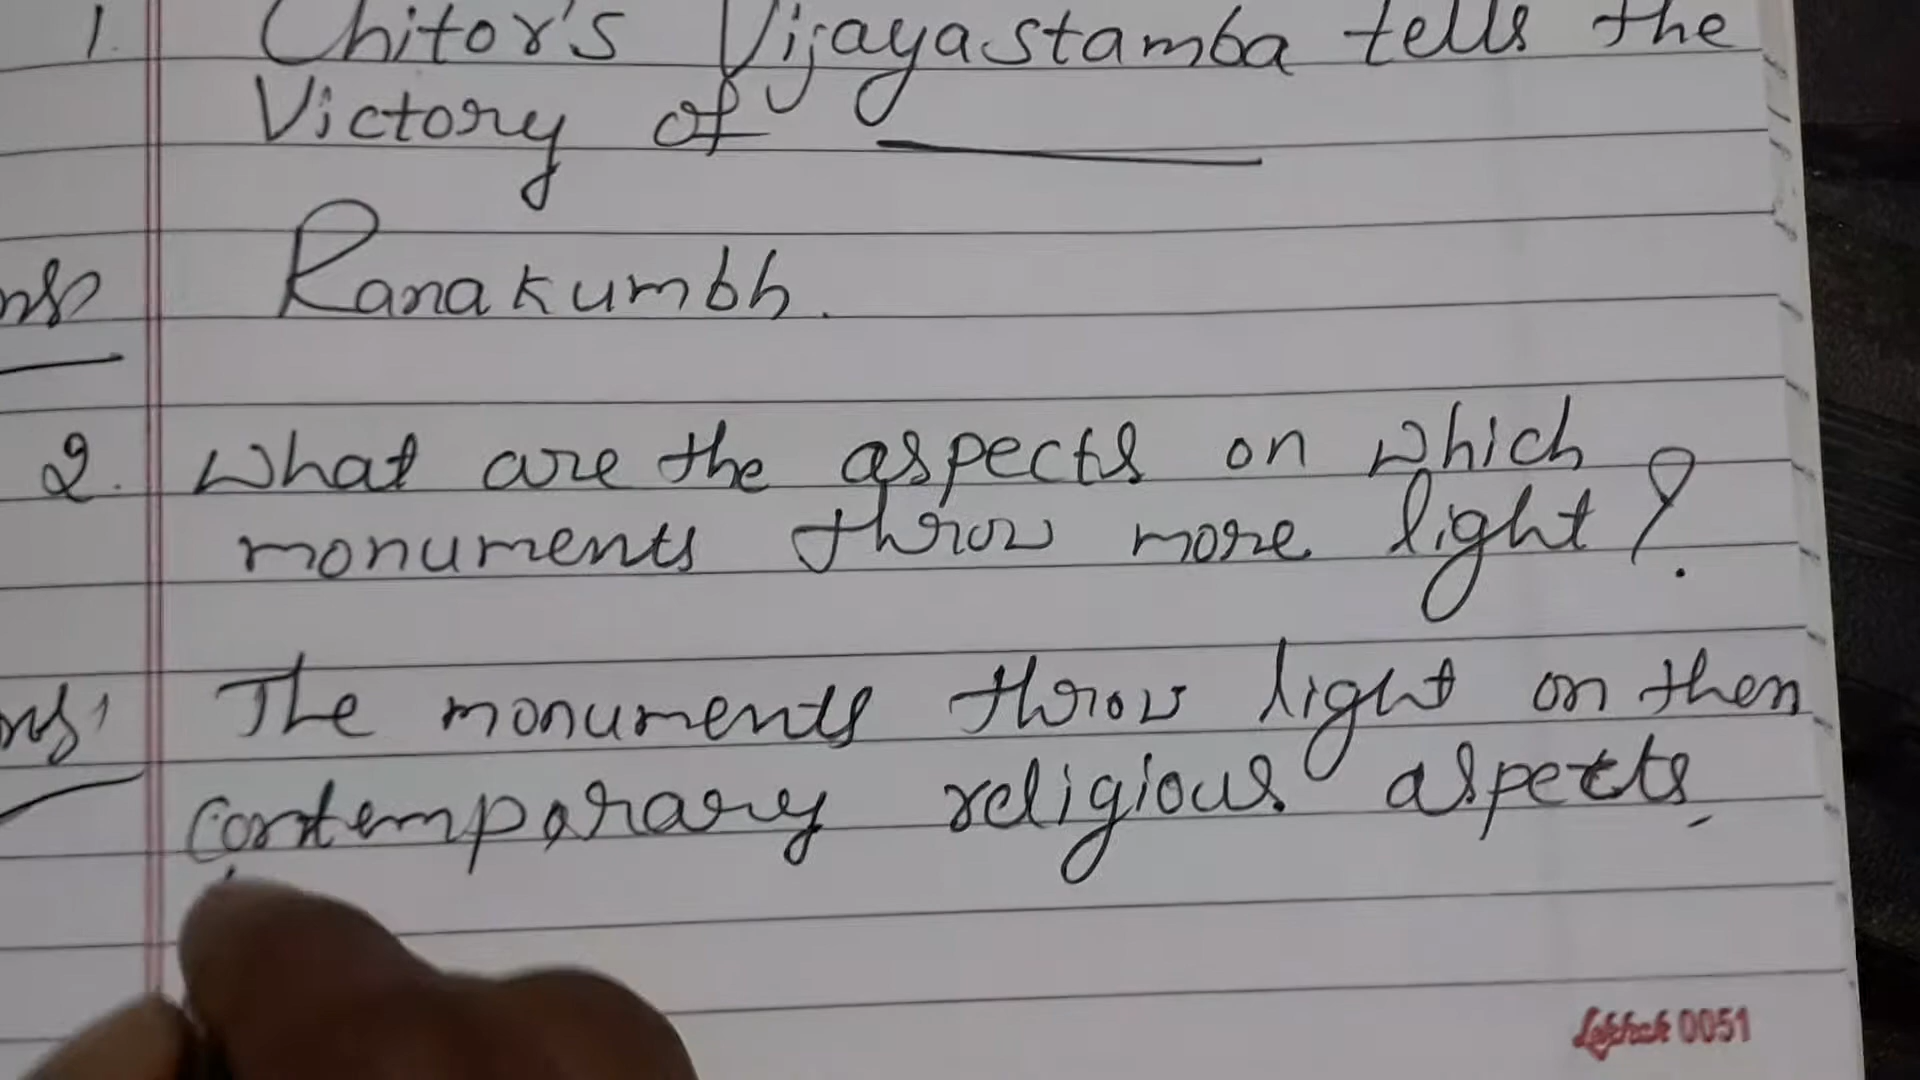 1. Chitor's Vijayastamba tells the
Victory of
Ans Ranakumbh.
2. What are the aspects on which
monuments throw more light?
Ans: The monuments throw light on then
contemporary religious aspects,
Lekhak 0051